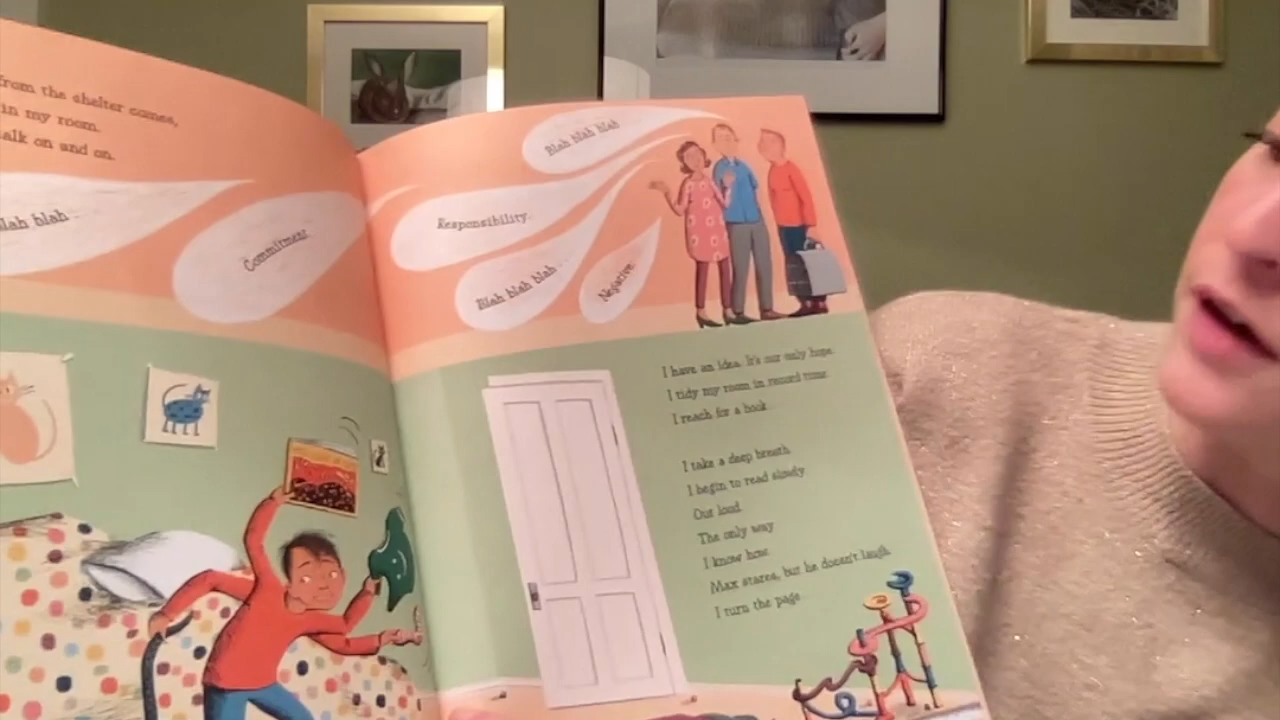 from the shelter comes,
in my room.
alk on and on.
lah blah
Commitment
Blah blah blah
Responsibility
Blah blah blah
Negative
I have an idea. It's our only hope.
I tidy my room in record time.
I reach for a book...
I take a deep breath.
I begin to read slowly
Out loud
The only way
I know how.
Max stares, but he doesn't laugh.
I turn the page.